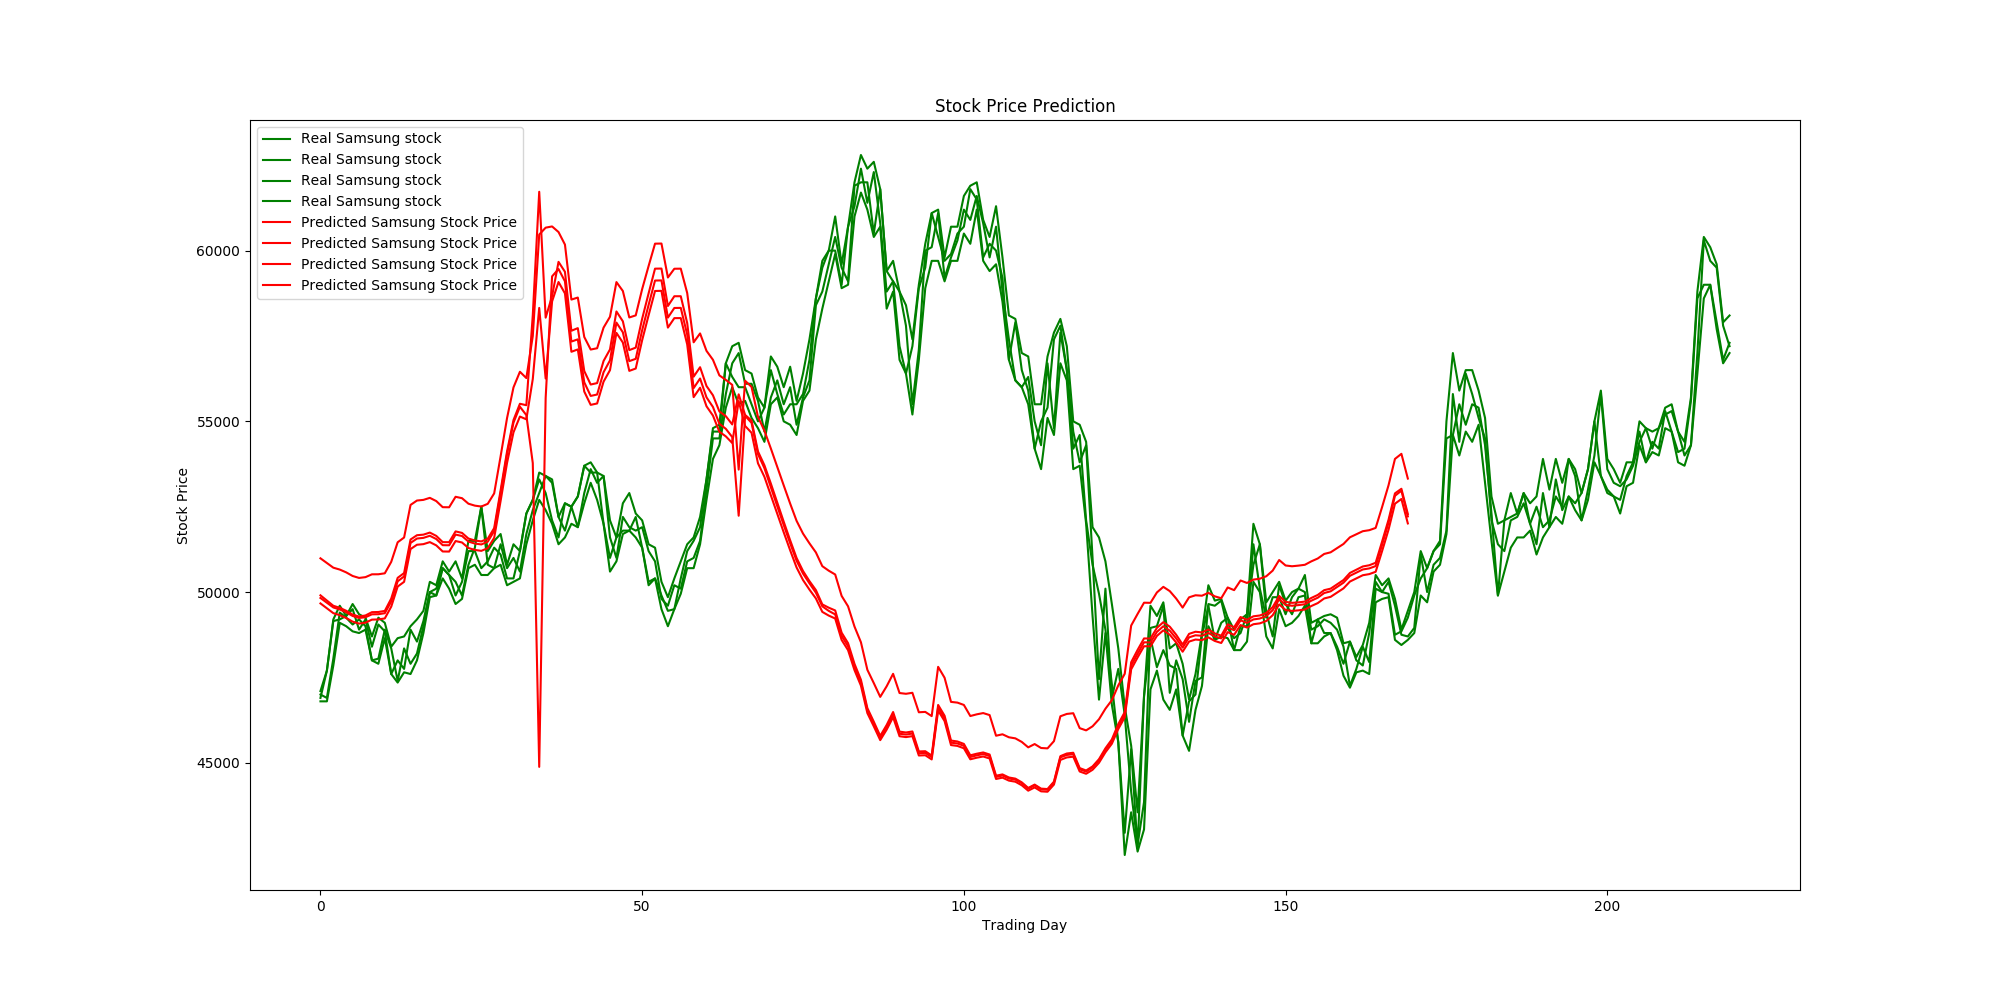 Stock Price Prediction
Real Samsung stock
Real Samsung stock
Real Samsung stock
Real Samsung stock
Predicted Samsung Stock Price
Predicted Samsung Stock Price
Predicted Samsung Stock Price
Predicted Samsung Stock Price
Stock Price
60000
55000
50000
45000
0
50
100
150
200
Trading Day